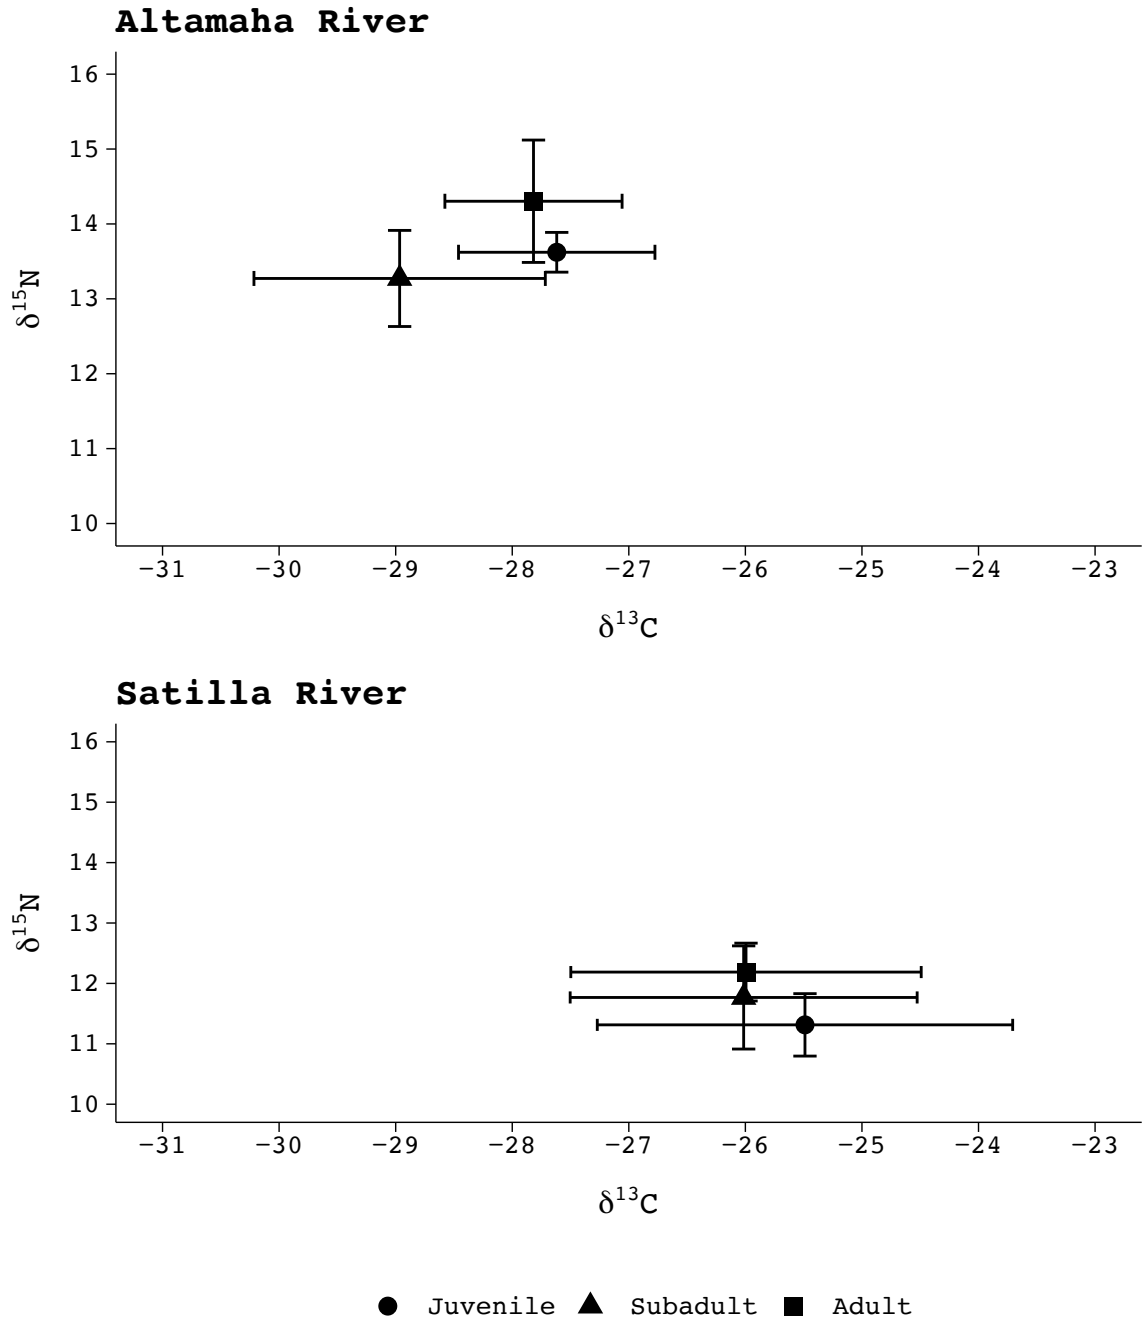 Altamaha River
16
15
14
13
12
11
10
δ¹⁵N
−31 −30 −29 −28 −27 −26 −25 −24 −23
δ¹³C
Satilla River
16
15
14
13
12
11
10
δ¹⁵N
−31 −30 −29 −28 −27 −26 −25 −24 −23
δ¹³C
Juvenile Subadult Adult